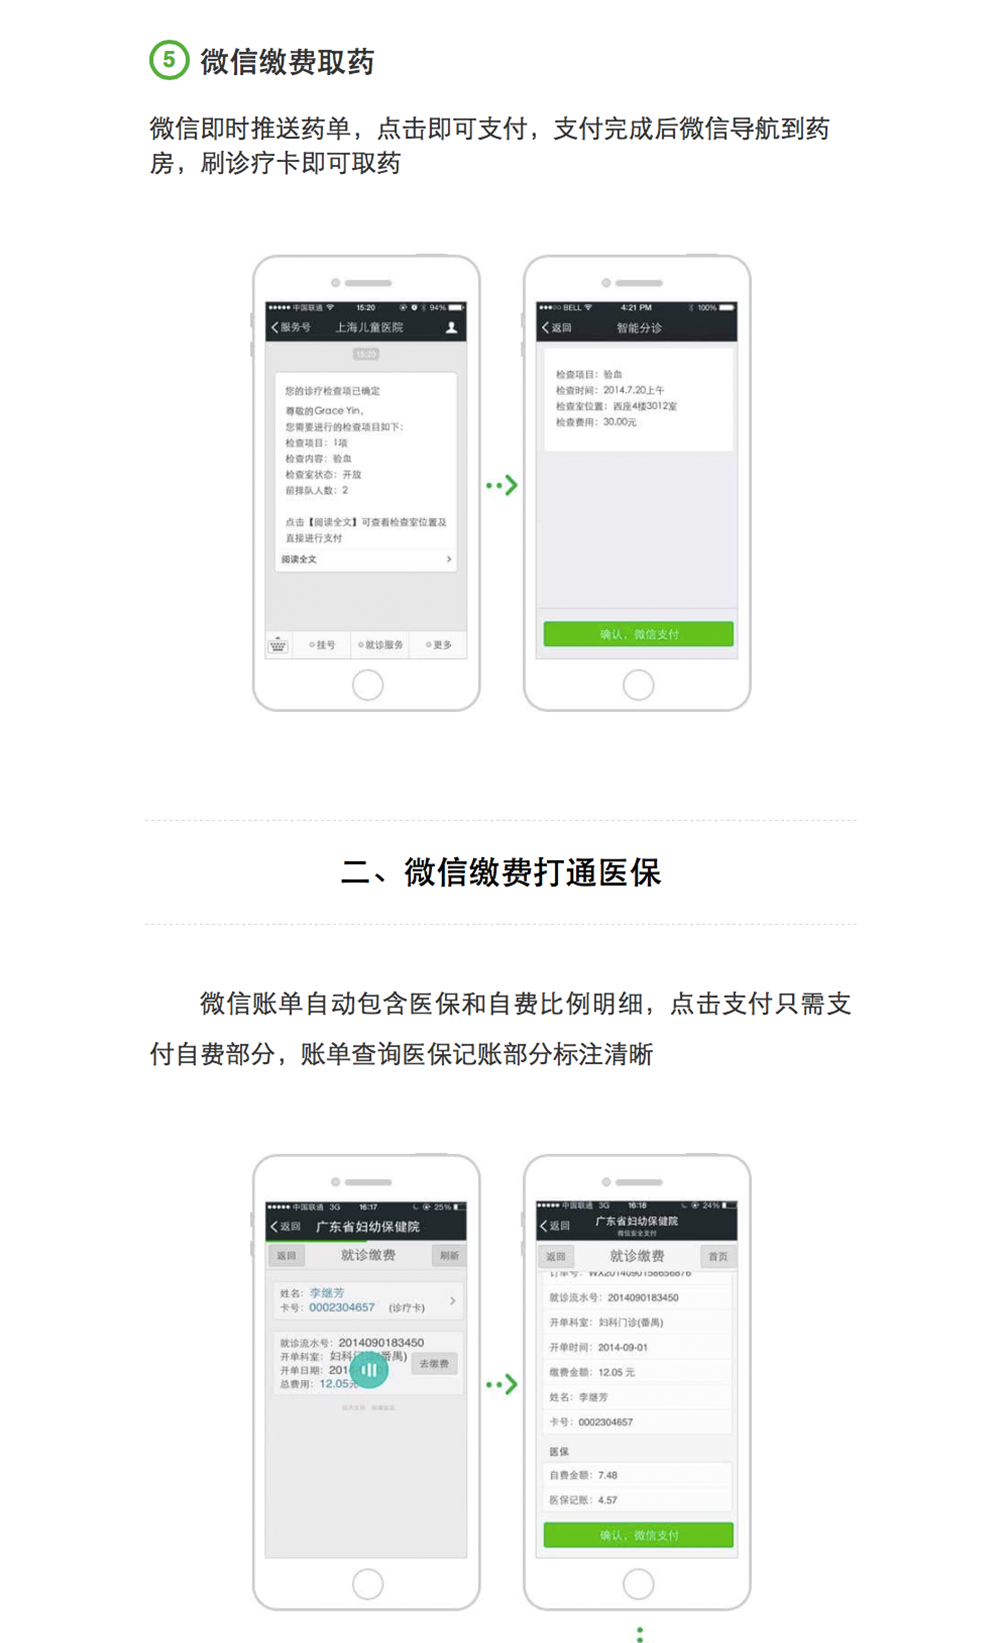 5 微信缴费取药
微信即时推送药单，点击即可支付，支付完成后微信导航到药
房，刷诊疗卡即可取药
中国联通 15:20 94%
服务号 上海儿童医院
15:20
您的诊疗检查项已确定
尊敬的Grace Yin，
您需要进行的检查项目如下：
检查项目：1项
检查内容：验血
检查室状态：开放
前排队人数：2
点击【阅读全文】可查看检查室位置及
直接进行支付
阅读全文
挂号 就诊服务 更多
BELL 4:21 PM 100%
返回 智能分诊
检查项目：验血
检查时间：2014.7.20上午
检查室位置：西座4楼3012室
检查费用：30.00元
确认，微信支付
二、微信缴费打通医保
微信账单自动包含医保和自费比例明细，点击支付只需支
付自费部分，账单查询医保记账部分标注清晰
中国联通 3G 16:17 25%
返回 广东省妇幼保健院
返回 就诊缴费 刷新
姓名：李继芳
卡号：0002304657 （诊疗卡）
就诊流水号：2014090183450
开单科室：妇科门诊(番禺)
开单日期：201
总费用：12.05元
去缴费
中国联通 3G 16:18 24%
返回 广东省妇幼保健院
微信安全支付
返回 就诊缴费 首页
订单号：WX2014090158656876
就诊流水号：2014090183450
开单科室：妇科门诊(番禺)
开单时间：2014-09-01
缴费金额：12.05 元
姓名：李继芳
卡号：0002304657
医保
自费金额：7.48
医保记账：4.57
确认，微信支付